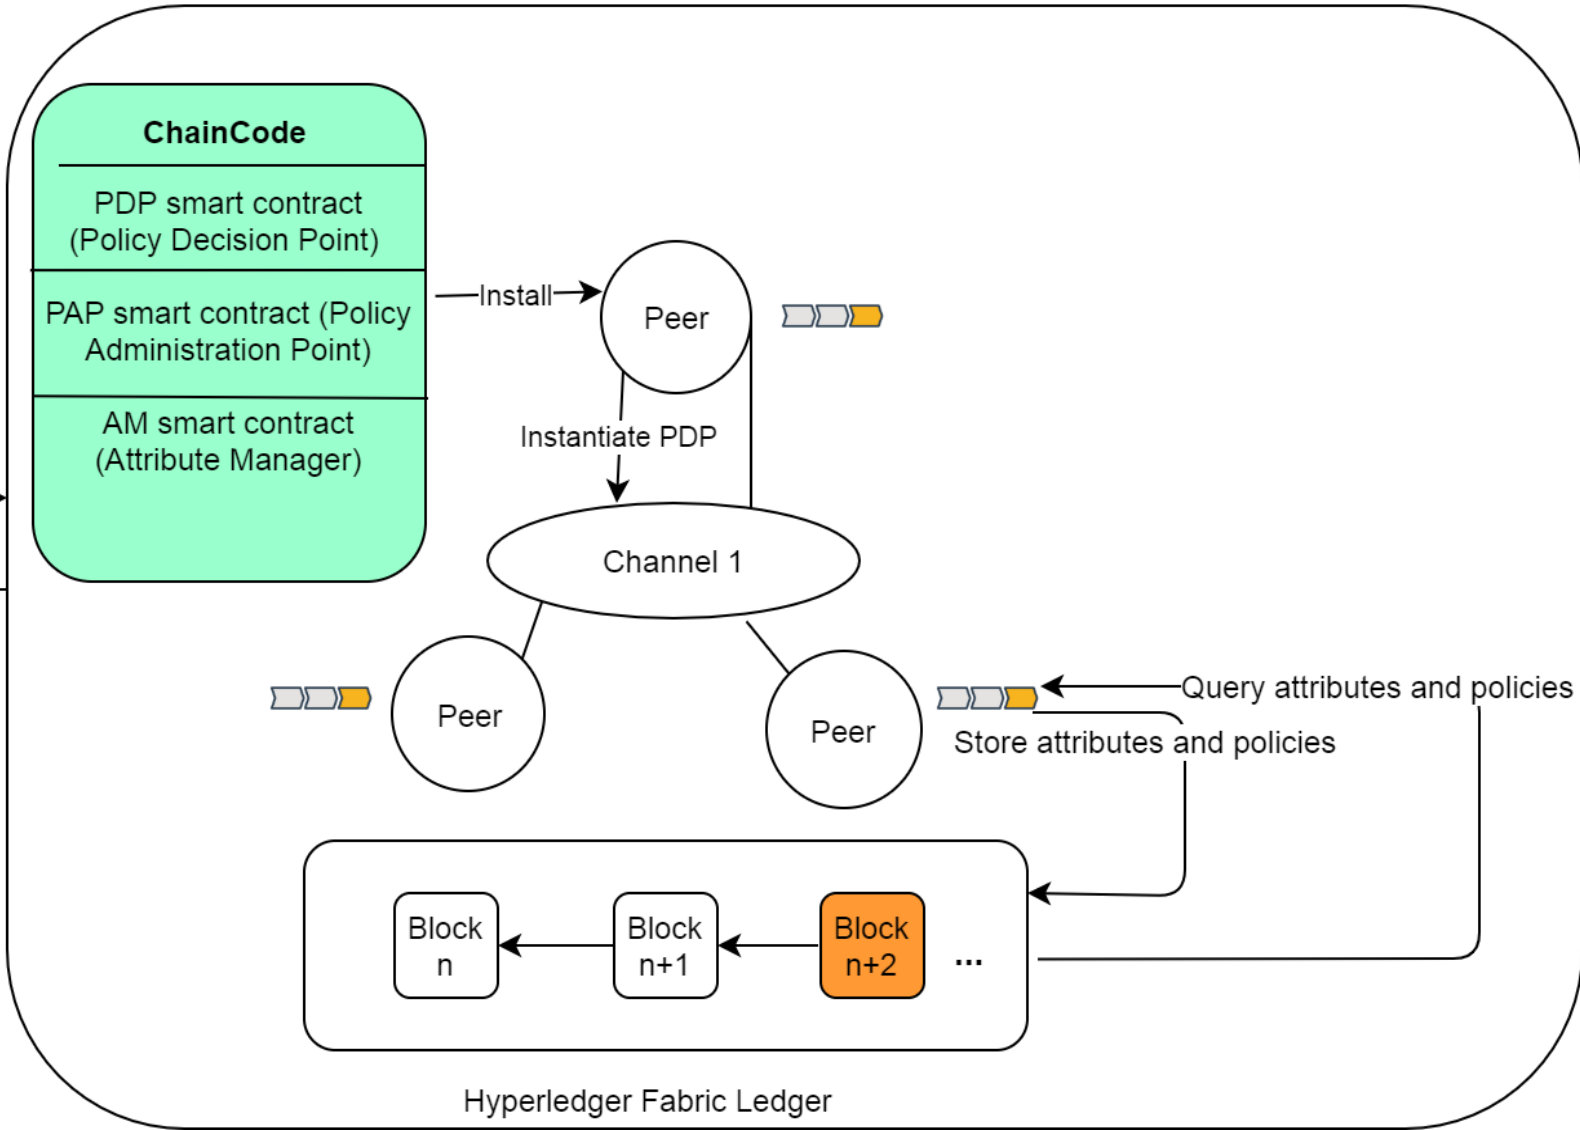 ChainCode
PDP smart contract
(Policy Decision Point)
PAP smart contract (Policy
Administration Point)
AM smart contract
(Attribute Manager)
Install
Peer
Instantiate PDP
Channel 1
Peer
Peer
Query attributes and policies
Store attributes and policies
Block
n
Block
n+1
Block
n+2
...
Hyperledger Fabric Ledger